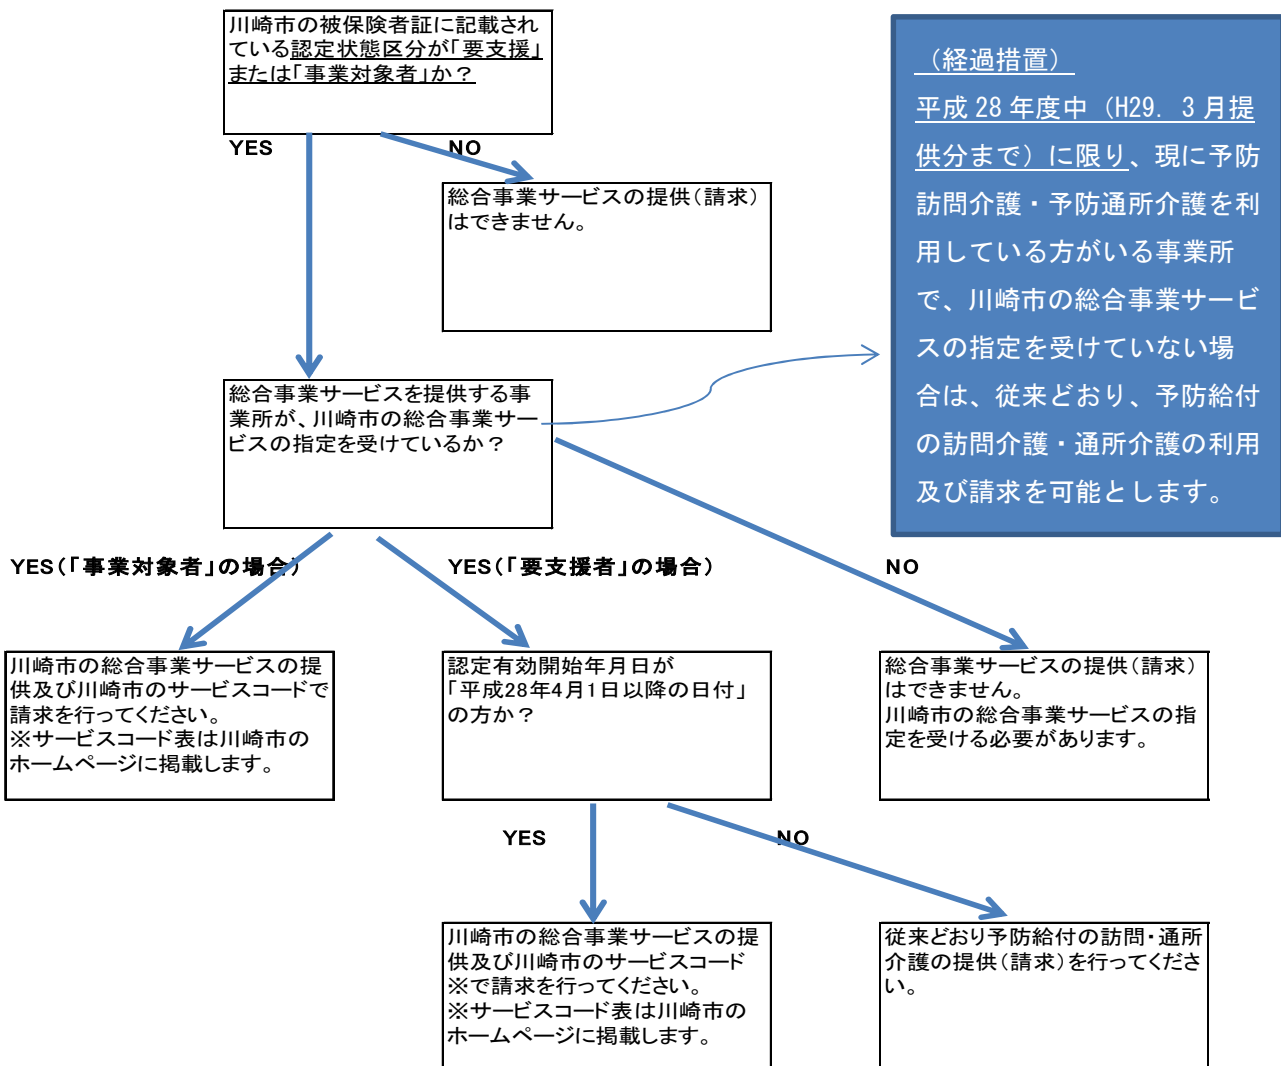 川崎市の被保険者証に記載され
ている認定状態区分が「要支援」
または「事業対象者」か？
YES
NO
総合事業サービスの提供（請求）
はできません。
（経過措置）
平成 28 年度中（H29. 3 月提
供分まで）に限り、現に予防
訪問介護・予防通所介護を利
用している方がいる事業所
で、川崎市の総合事業サービ
スの指定を受けていない場
合は、従来どおり、予防給付
の訪問介護・通所介護の利用
及び請求を可能とします。
総合事業サービスを提供する事
業所が、川崎市の総合事業サー
ビスの指定を受けているか？
YES（「事業対象者」の場合）
YES（「要支援者」の場合）
NO
川崎市の総合事業サービスの提
供及び川崎市のサービスコードで
請求を行ってください。
※サービスコード表は川崎市の
ホームページに掲載します。
認定有効開始年月日が
「平成28年4月1日以降の日付」
の方か？
総合事業サービスの提供（請求）
はできません。
川崎市の総合事業サービスの指
定を受ける必要があります。
YES
NO
川崎市の総合事業サービスの提
供及び川崎市のサービスコード
※で請求を行ってください。
※サービスコード表は川崎市の
ホームページに掲載します。
従来どおり予防給付の訪問・通所
介護の提供（請求）を行ってくださ
い。